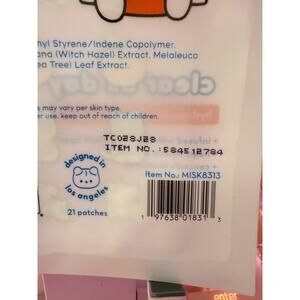 hyl Styrene/Indene Copolymer.
ana (Witch Hazel) Extract, Melaleuca
ea Tree) Leaf Extract.
clear
s may vary per skin type.
er use, keep out of reach of children.
TC02SJ28
ITEM NO.:584512784
designed in
los angeles
21 patches
Item No.: MISK8313
1 97638 01831 3
enter